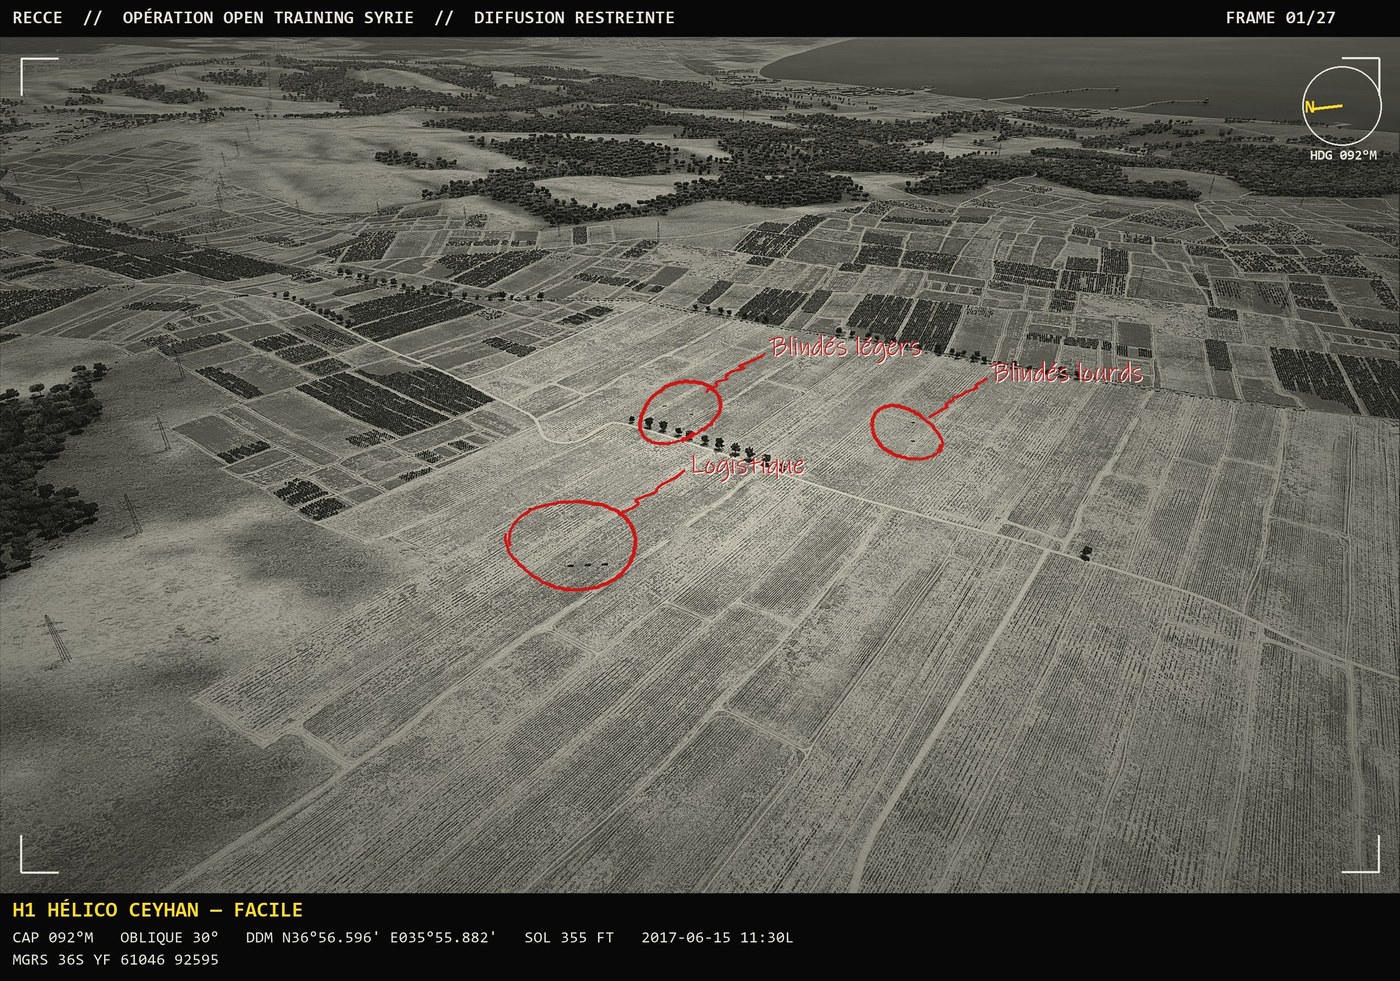 RECCE // OPÉRATION OPEN TRAINING SYRIE // DIFFUSION RESTREINTE FRAME 01/27
N
HDG 092°M
Blindés légers
Blindés lourds
Logistique
H1 HÉLICO CEYHAN — FACILE
CAP 092°M OBLIQUE 30° DDM N36°56.596' E035°55.882' SOL 355 FT 2017-06-15 11:30L
MGRS 36S YF 61046 92595